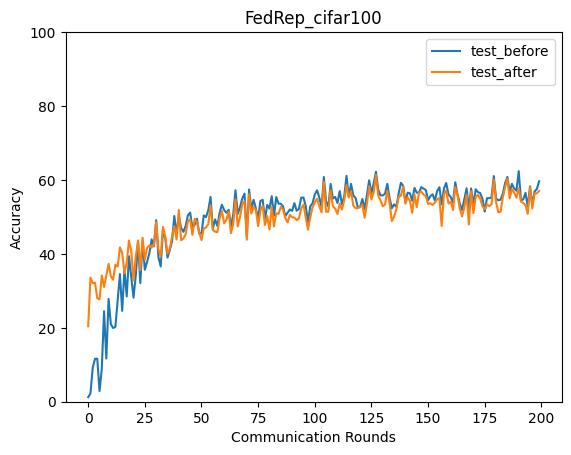 FedRep_cifar100
test_before
test_after
100
80
60
40
20
0
Accuracy
0 25 50 75 100 125 150 175 200
Communication Rounds